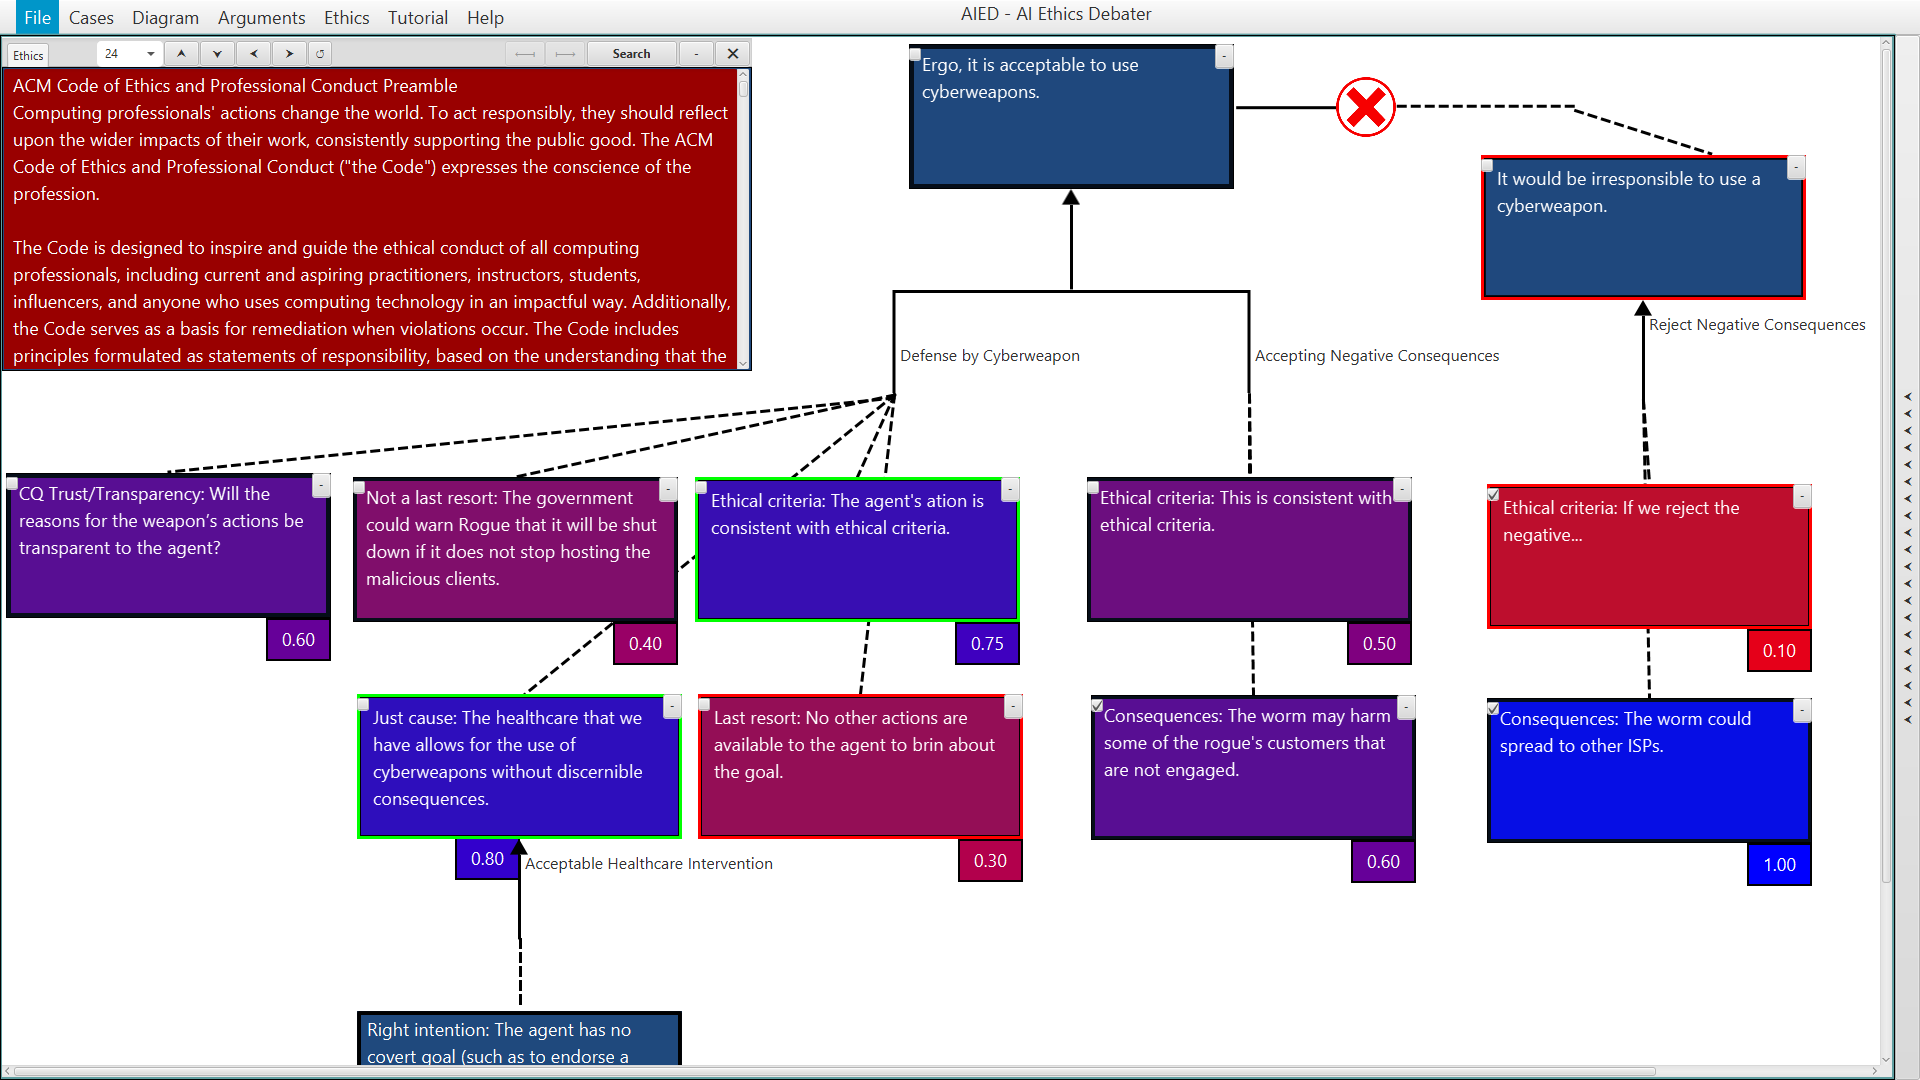 File Cases Diagram Arguments Ethics Tutorial Help
AIED - AI Ethics Debater
Ethics 24 Search -
ACM Code of Ethics and Professional Conduct Preamble
Computing professionals' actions change the world. To act responsibly, they should reflect
upon the wider impacts of their work, consistently supporting the public good. The ACM
Code of Ethics and Professional Conduct ("the Code") expresses the conscience of the
profession.
The Code is designed to inspire and guide the ethical conduct of all computing
professionals, including current and aspiring practitioners, instructors, students,
influencers, and anyone who uses computing technology in an impactful way. Additionally,
the Code serves as a basis for remediation when violations occur. The Code includes
principles formulated as statements of responsibility, based on the understanding that the
Ergo, it is acceptable to use
cyberweapons.
-
It would be irresponsible to use a
cyberweapon.
-
Reject Negative Consequences
Defense by Cyberweapon
Accepting Negative Consequences
CQ Trust/Transparency: Will the
reasons for the weapon's actions be
transparent to the agent?
-
0.60
Not a last resort: The government
could warn Rogue that it will be shut
down if it does not stop hosting the
malicious clients.
-
0.40
Ethical criteria: The agent's ation is
consistent with ethical criteria.
-
0.75
Ethical criteria: This is consistent with
ethical criteria.
-
0.50
Ethical criteria: If we reject the
negative...
-
0.10
Just cause: The healthcare that we
have allows for the use of
cyberweapons without discernible
consequences.
-
0.80
Last resort: No other actions are
available to the agent to brin about
the goal.
-
0.30
Consequences: The worm may harm
some of the rogue's customers that
are not engaged.
-
0.60
Consequences: The worm could
spread to other ISPs.
-
1.00
Acceptable Healthcare Intervention
Right intention: The agent has no
covert goal (such as to endorse a